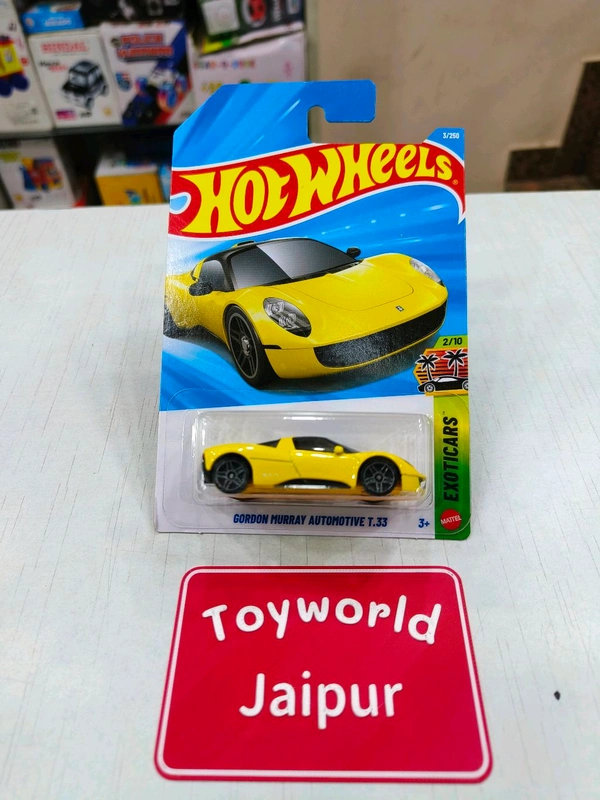 3/250
HOT WHEELS
2/10
EXOTICARS
GORDON MURRAY AUTOMOTIVE T.33
3+
MATTEL
Toyworld
Jaipur